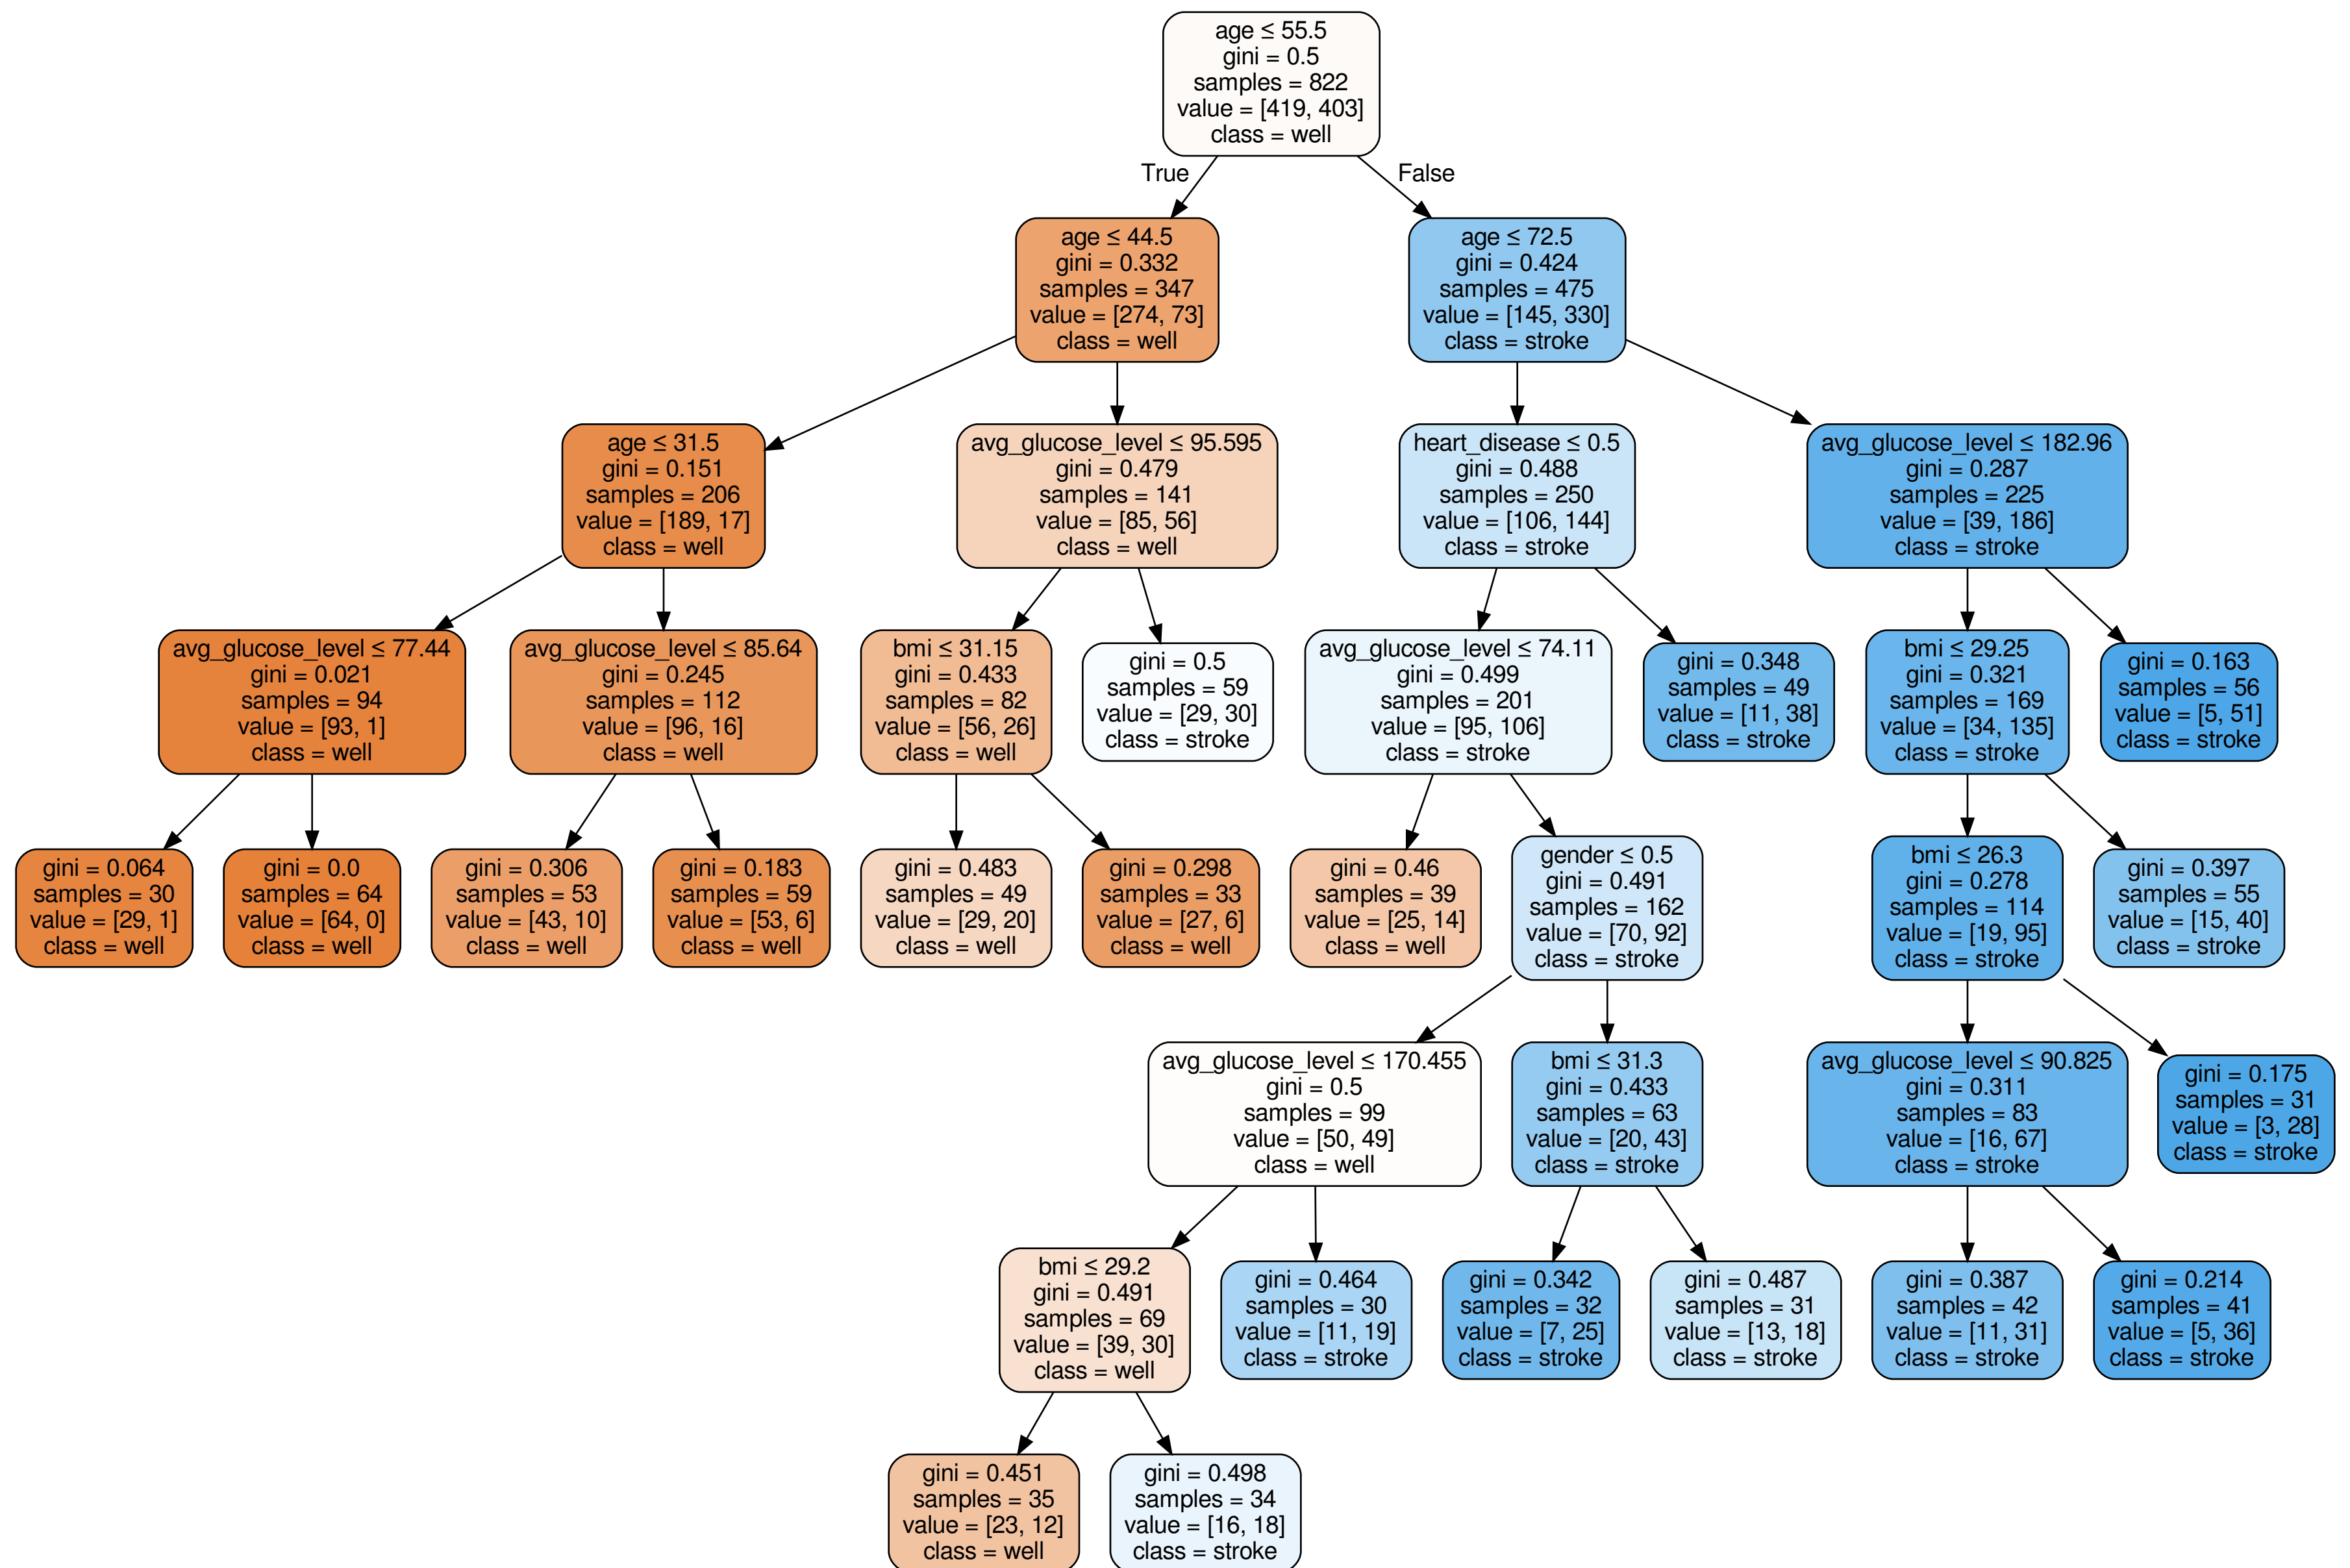 age ≤ 55.5
gini = 0.5
samples = 822
value = [419, 403]
class = well
True
False
age ≤ 44.5
gini = 0.332
samples = 347
value = [274, 73]
class = well
age ≤ 72.5
gini = 0.424
samples = 475
value = [145, 330]
class = stroke
age ≤ 31.5
gini = 0.151
samples = 206
value = [189, 17]
class = well
avg_glucose_level ≤ 95.595
gini = 0.479
samples = 141
value = [85, 56]
class = well
heart_disease ≤ 0.5
gini = 0.488
samples = 250
value = [106, 144]
class = stroke
avg_glucose_level ≤ 182.96
gini = 0.287
samples = 225
value = [39, 186]
class = stroke
avg_glucose_level ≤ 77.44
gini = 0.021
samples = 94
value = [93, 1]
class = well
avg_glucose_level ≤ 85.64
gini = 0.245
samples = 112
value = [96, 16]
class = well
bmi ≤ 31.15
gini = 0.433
samples = 82
value = [56, 26]
class = well
gini = 0.5
samples = 59
value = [29, 30]
class = stroke
avg_glucose_level ≤ 74.11
gini = 0.499
samples = 201
value = [95, 106]
class = stroke
gini = 0.348
samples = 49
value = [11, 38]
class = stroke
bmi ≤ 29.25
gini = 0.321
samples = 169
value = [34, 135]
class = stroke
gini = 0.163
samples = 56
value = [5, 51]
class = stroke
gini = 0.064
samples = 30
value = [29, 1]
class = well
gini = 0.0
samples = 64
value = [64, 0]
class = well
gini = 0.306
samples = 53
value = [43, 10]
class = well
gini = 0.183
samples = 59
value = [53, 6]
class = well
gini = 0.483
samples = 49
value = [29, 20]
class = well
gini = 0.298
samples = 33
value = [27, 6]
class = well
gini = 0.46
samples = 39
value = [25, 14]
class = well
gender ≤ 0.5
gini = 0.491
samples = 162
value = [70, 92]
class = stroke
bmi ≤ 26.3
gini = 0.278
samples = 114
value = [19, 95]
class = stroke
gini = 0.397
samples = 55
value = [15, 40]
class = stroke
avg_glucose_level ≤ 170.455
gini = 0.5
samples = 99
value = [50, 49]
class = well
bmi ≤ 31.3
gini = 0.433
samples = 63
value = [20, 43]
class = stroke
avg_glucose_level ≤ 90.825
gini = 0.311
samples = 83
value = [16, 67]
class = stroke
gini = 0.175
samples = 31
value = [3, 28]
class = stroke
bmi ≤ 29.2
gini = 0.491
samples = 69
value = [39, 30]
class = well
gini = 0.464
samples = 30
value = [11, 19]
class = stroke
gini = 0.342
samples = 32
value = [7, 25]
class = stroke
gini = 0.487
samples = 31
value = [13, 18]
class = stroke
gini = 0.387
samples = 42
value = [11, 31]
class = stroke
gini = 0.214
samples = 41
value = [5, 36]
class = stroke
gini = 0.451
samples = 35
value = [23, 12]
class = well
gini = 0.498
samples = 34
value = [16, 18]
class = stroke